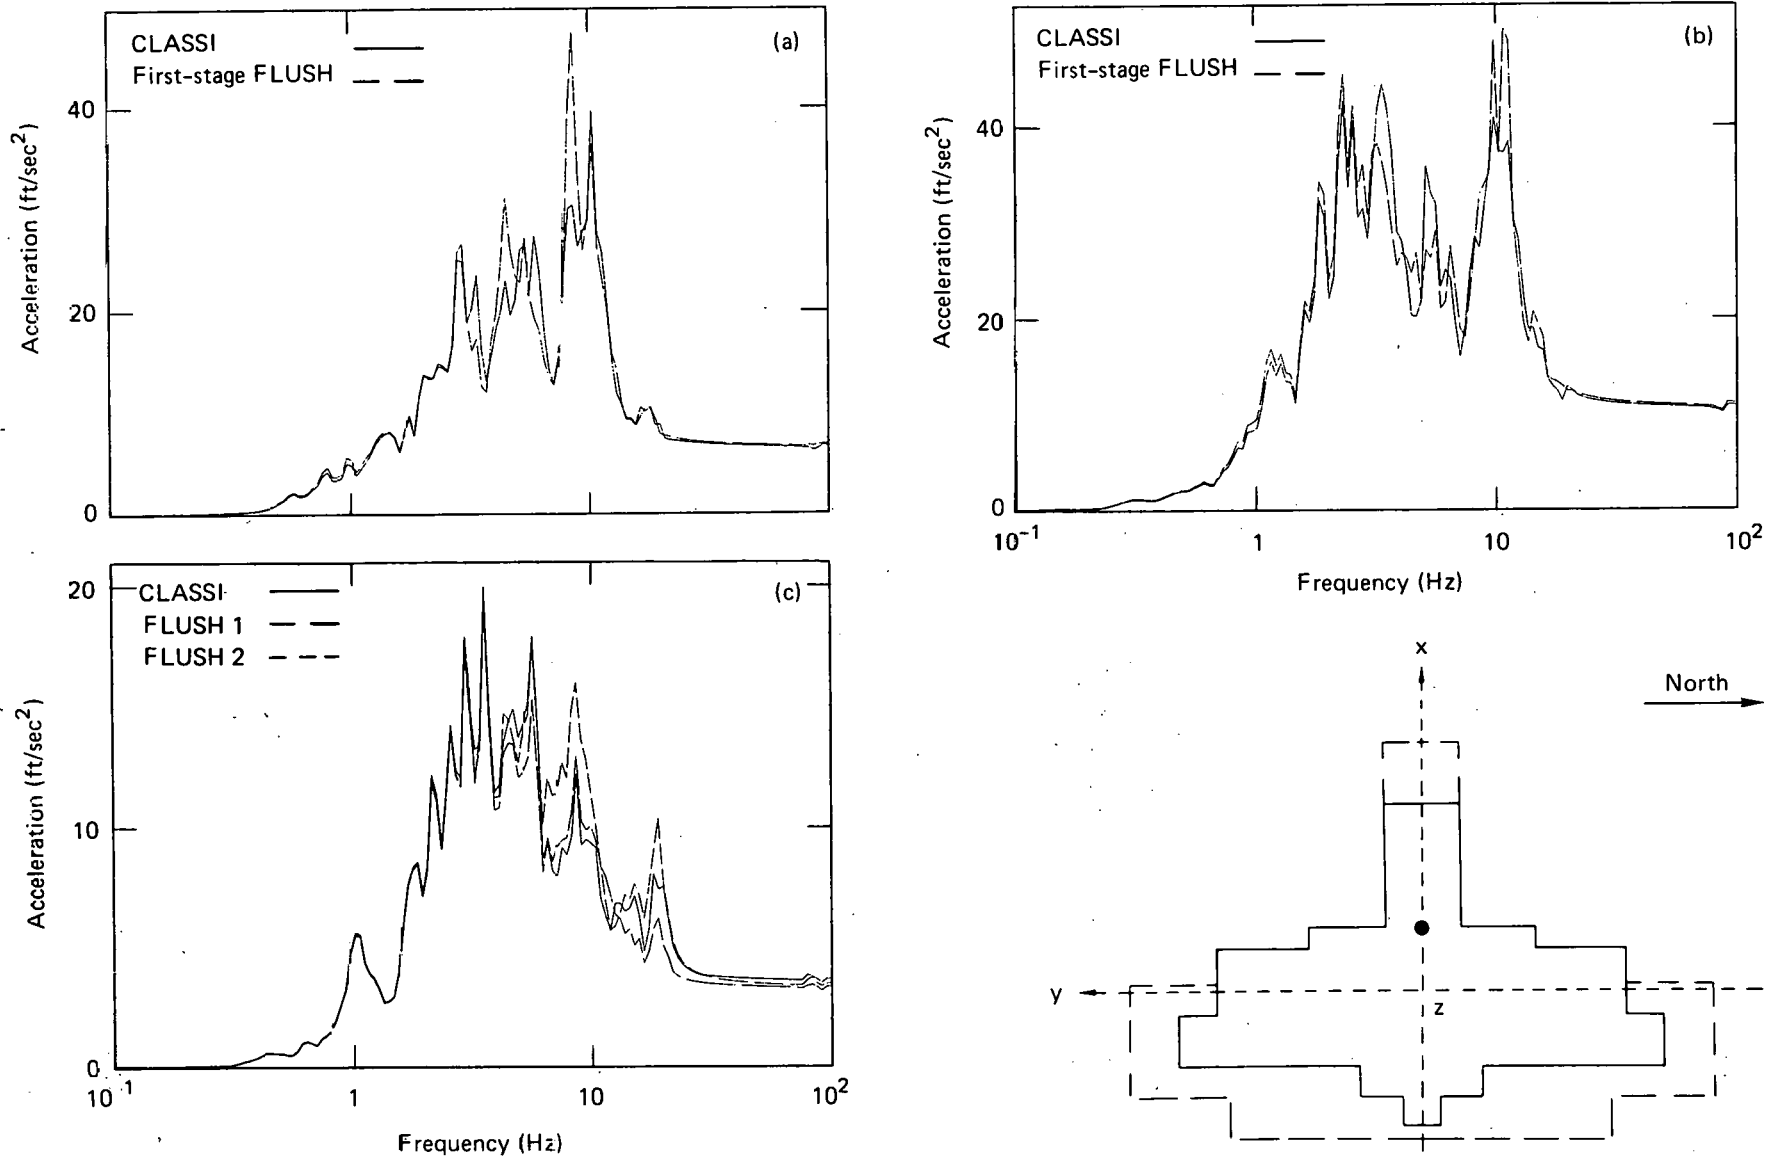 CLASSI
First-stage FLUSH
(a)
40
20
0
Acceleration (ft/sec²)
CLASSI
First-stage FLUSH
(b)
40
20
0
Acceleration (ft/sec²)
10⁻¹
1
10
10²
Frequency (Hz)
CLASSI
FLUSH 1
FLUSH 2
(c)
20
10
0
Acceleration (ft/sec²)
10⁻¹
1
10
10²
Frequency (Hz)
x
North
y
z